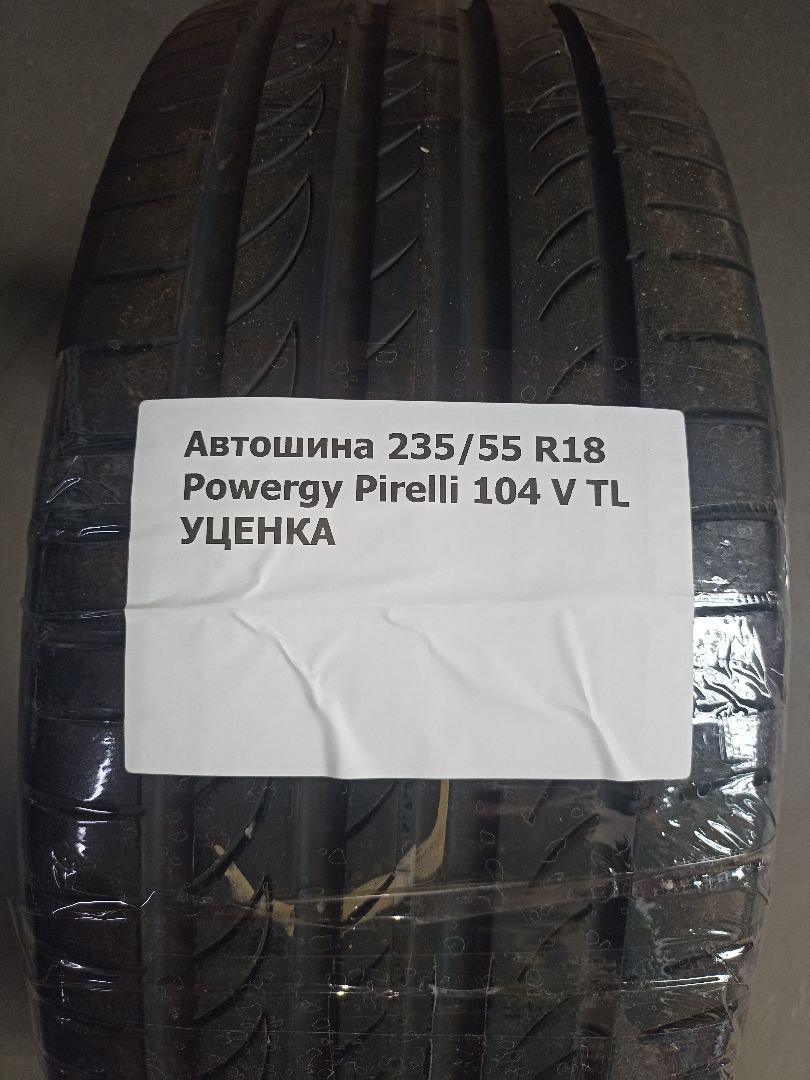 Автошина 235/55 R18
Powergy Pirelli 104 V TL
УЦЕНКА